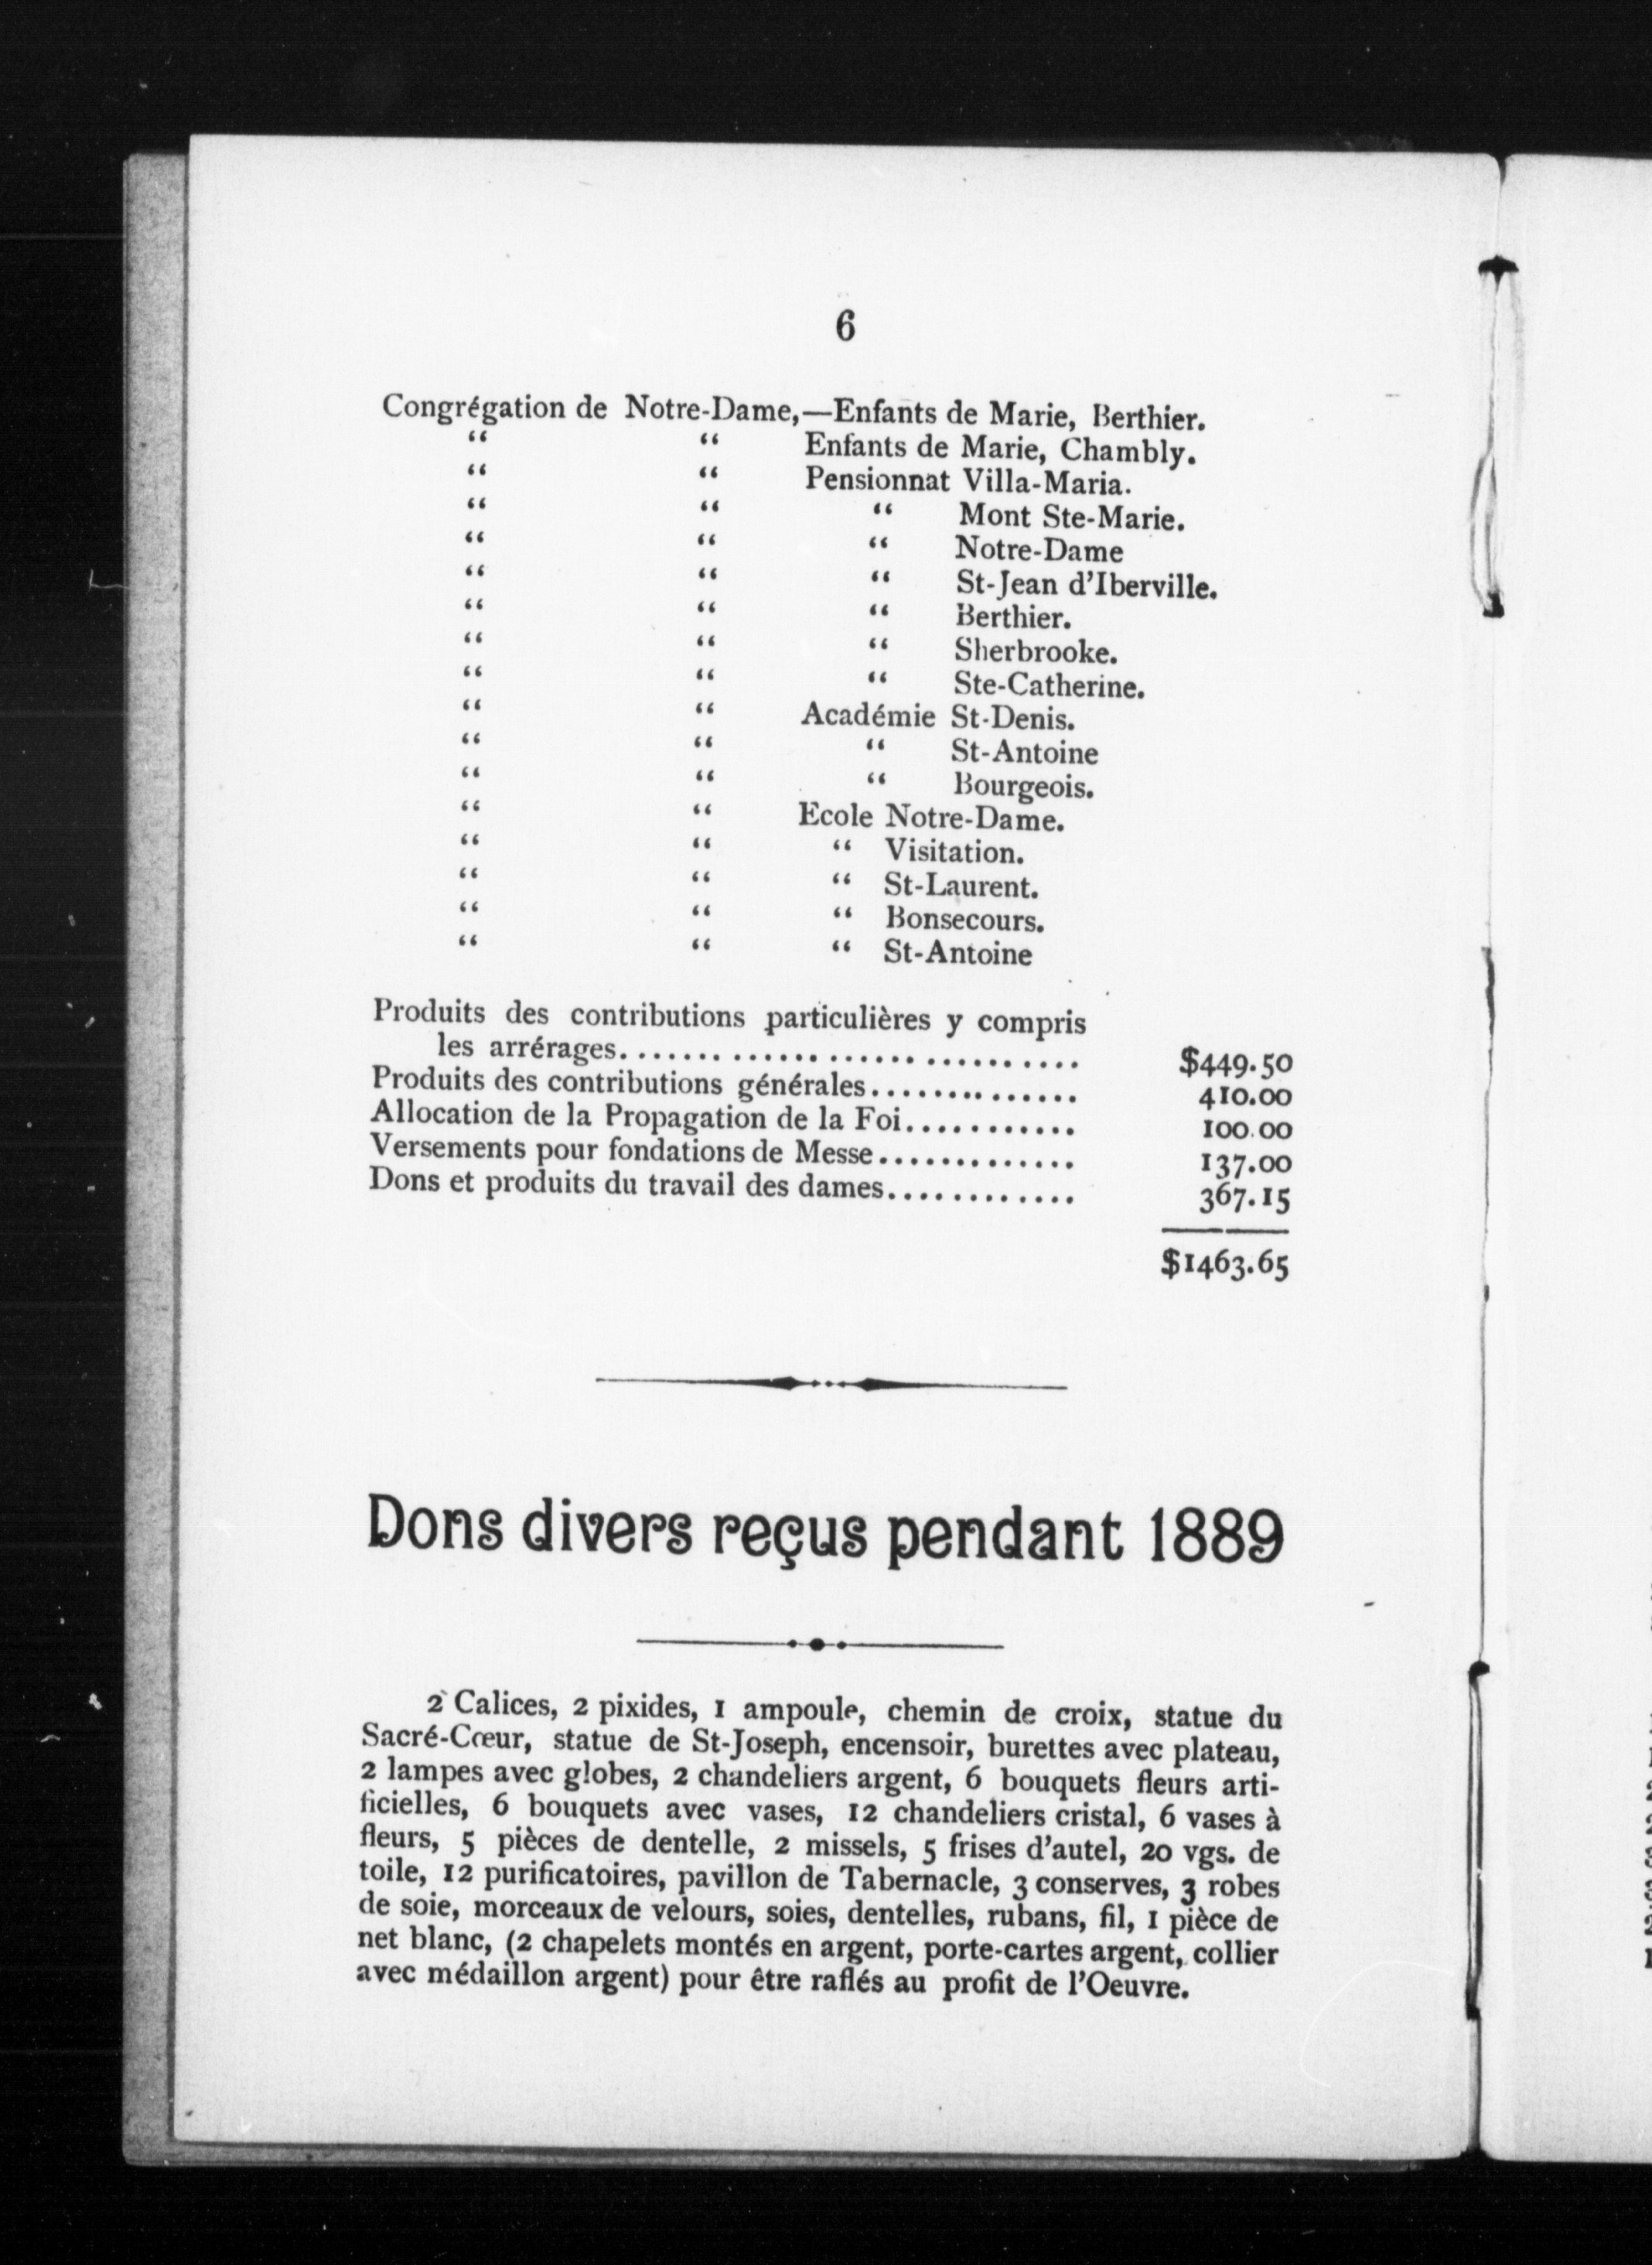 6
Congrégation de Notre-Dame,—Enfants de Marie, Berthier.
“ “ Enfants de Marie, Chambly.
“ “ Pensionnat Villa-Maria.
“ “ “ Mont Ste-Marie.
“ “ “ Notre-Dame
“ “ “ St-Jean d’Iberville.
“ “ “ Berthier.
“ “ “ Sherbrooke.
“ “ “ Ste-Catherine.
“ “ Académie St-Denis.
“ “ “ St-Antoine
“ “ “ Bourgeois.
“ “ Ecole Notre-Dame.
“ “ “ Visitation.
“ “ “ St-Laurent.
“ “ “ Bonsecours.
“ “ “ St-Antoine
Produits des contributions particulières y compris
les arrérages.............................. $449.50
Produits des contributions générales.............. 410.00
Allocation de la Propagation de la Foi........... 100.00
Versements pour fondations de Messe............. 137.00
Dons et produits du travail des dames............ 367.15
$1463.65
Dons divers reçus pendant 1889
2 Calices, 2 pixides, 1 ampoule, chemin de croix, statue du
Sacré-Cœur, statue de St-Joseph, encensoir, burettes avec plateau,
2 lampes avec globes, 2 chandeliers argent, 6 bouquets fleurs arti-
ficielles, 6 bouquets avec vases, 12 chandeliers cristal, 6 vases à
fleurs, 5 pièces de dentelle, 2 missels, 5 frises d’autel, 20 vgs. de
toile, 12 purificatoires, pavillon de Tabernacle, 3 conserves, 3 robes
de soie, morceaux de velours, soies, dentelles, rubans, fil, 1 pièce de
net blanc, (2 chapelets montés en argent, porte-cartes argent, collier
avec médaillon argent) pour être raflés au profit de l’Oeuvre.